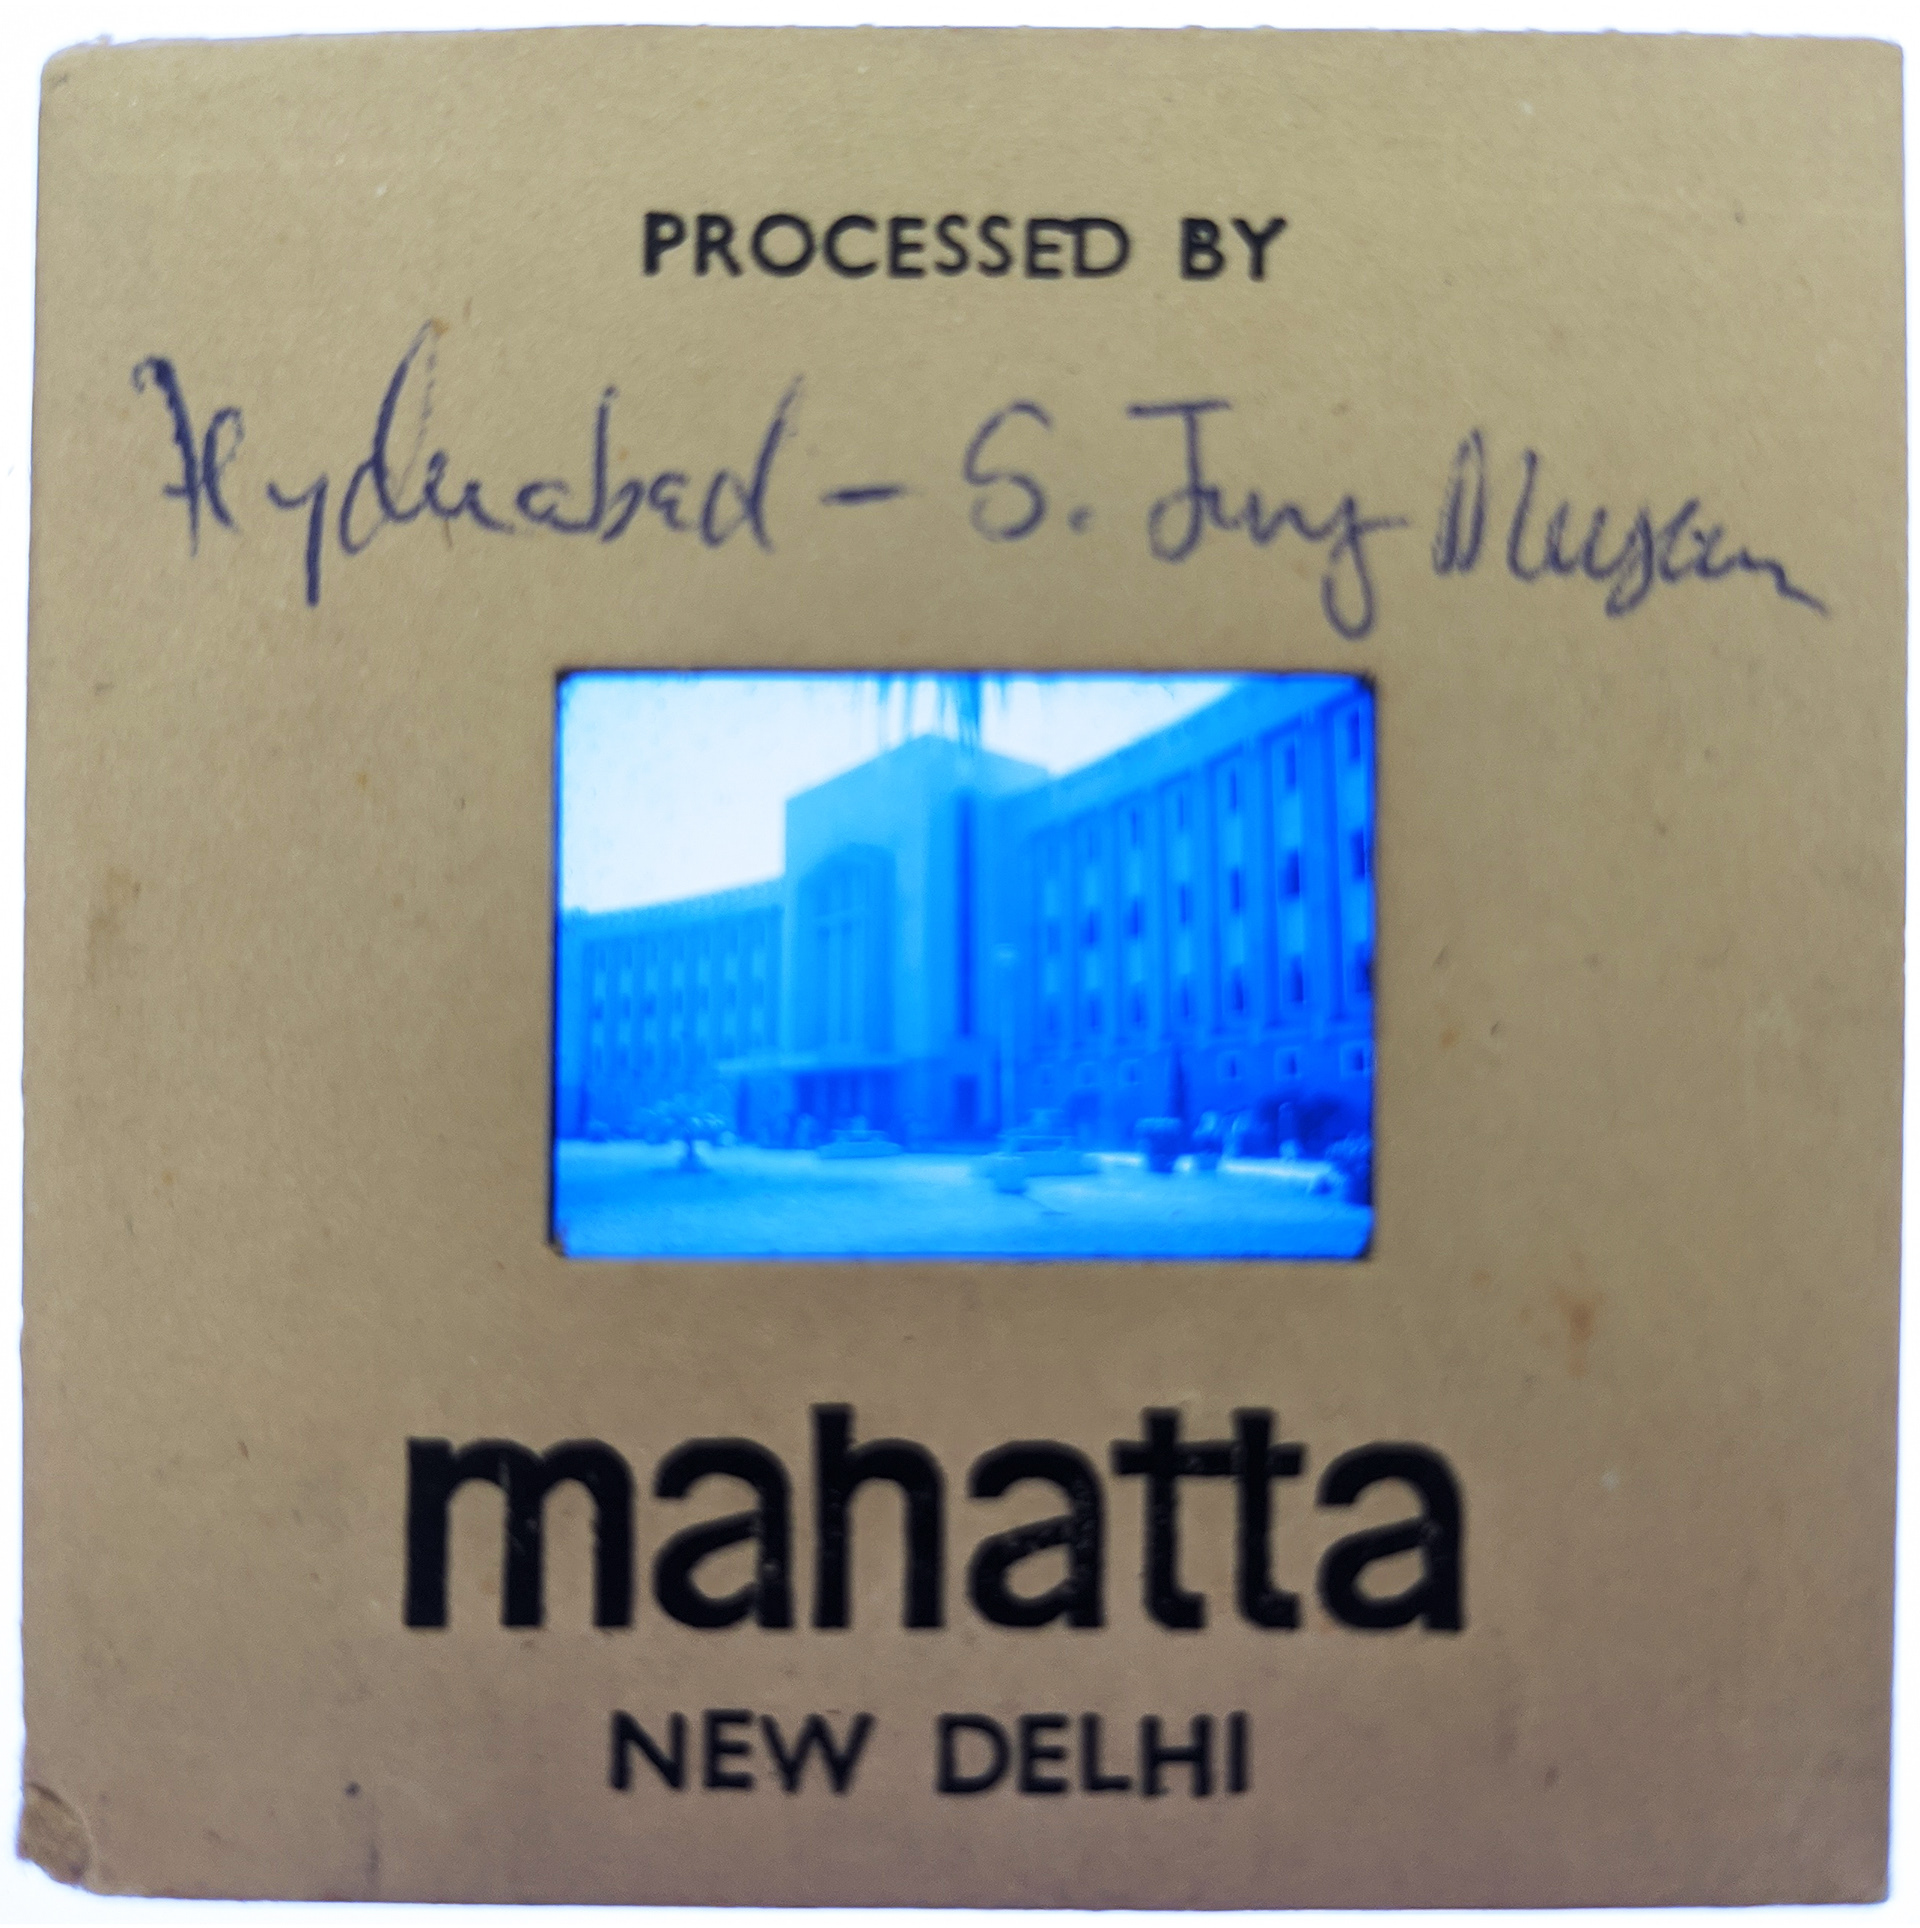 PROCESSED BY
Hyderabad - S. Jung Museum
mahatta
NEW DELHI